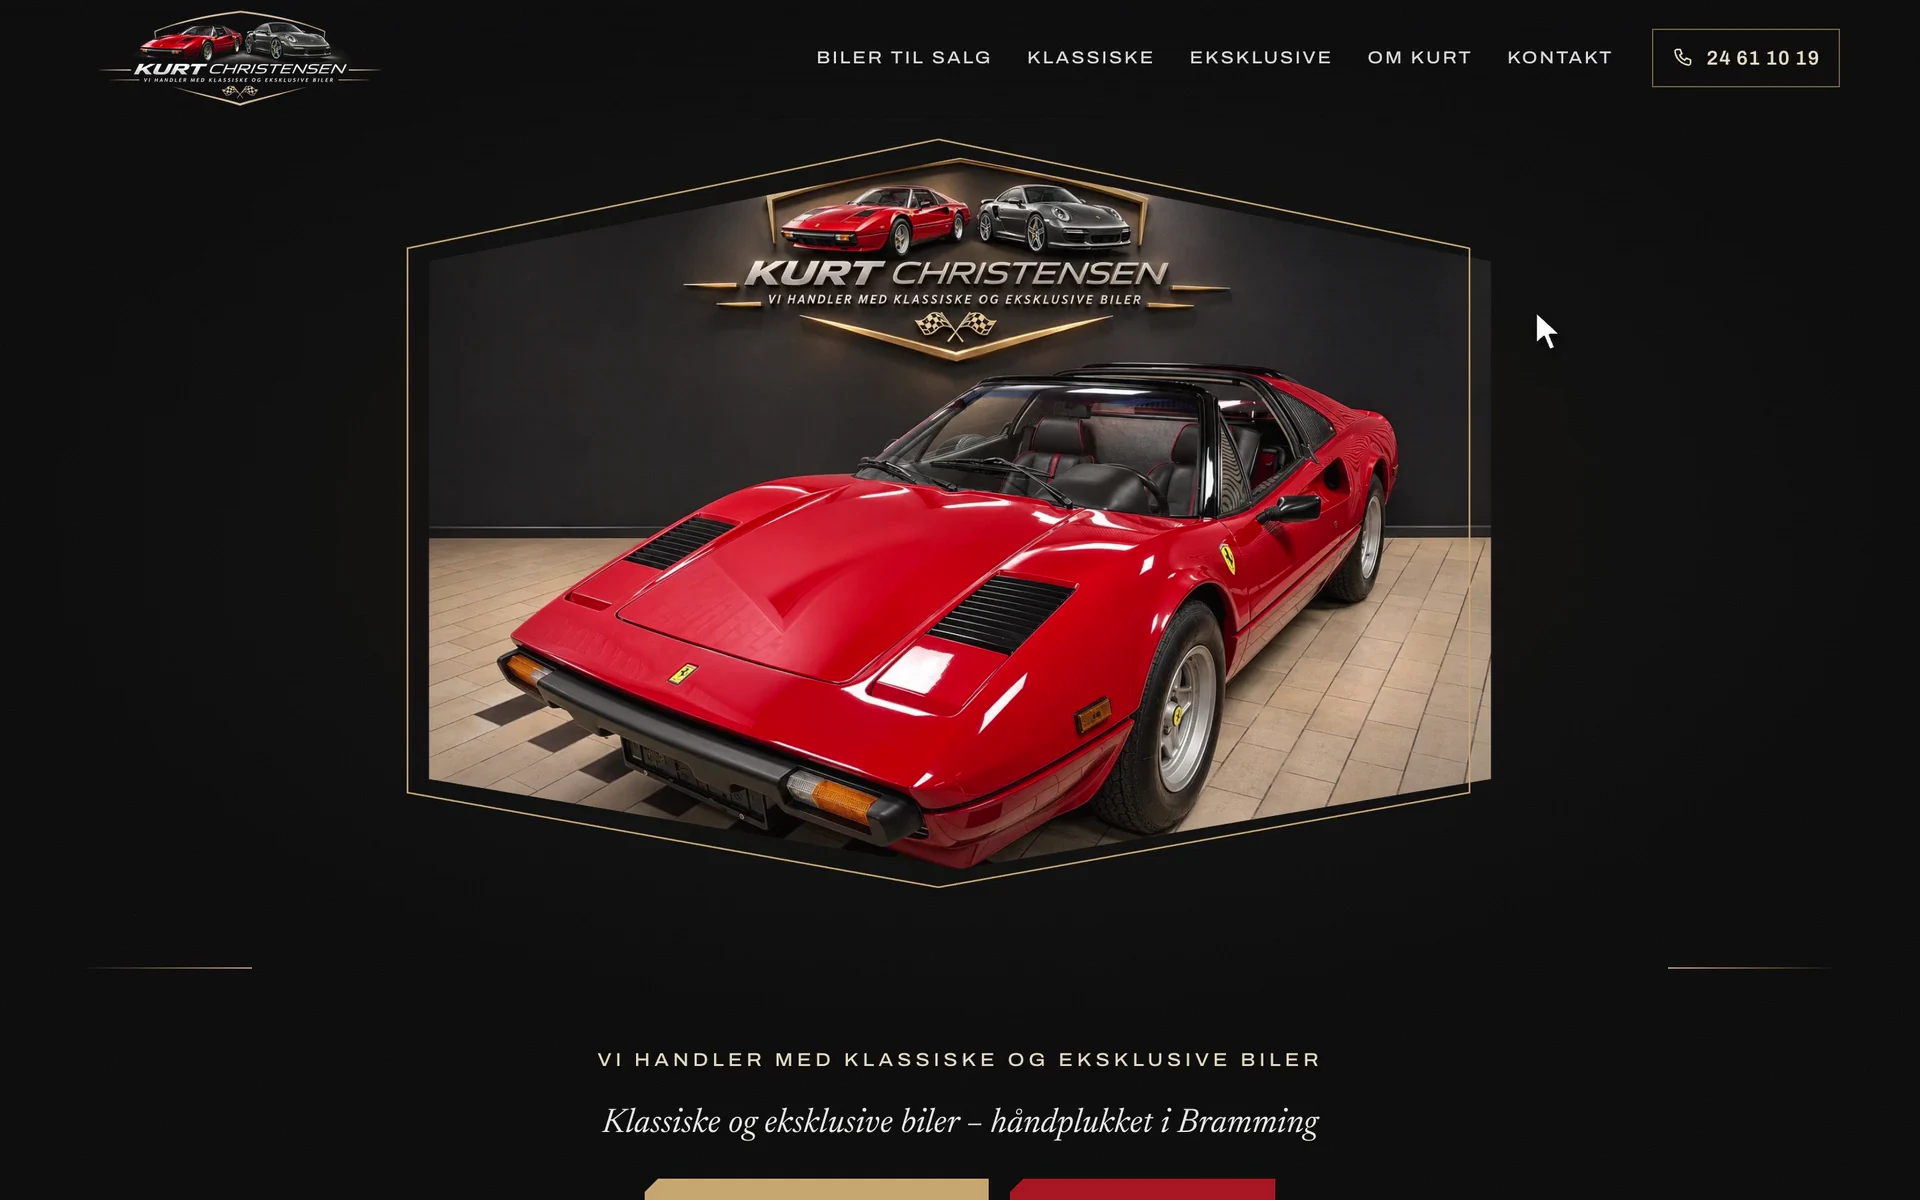 KURT CHRISTENSEN
VI HANDLER MED KLASSISKE OG EKSKLUSIVE BILER
BILER TIL SALG
KLASSISKE
EKSKLUSIVE
OM KURT
KONTAKT
24 61 10 19
KURT CHRISTENSEN
VI HANDLER MED KLASSISKE OG EKSKLUSIVE BILER
VI HANDLER MED KLASSISKE OG EKSKLUSIVE BILER
Klassiske og eksklusive biler – håndplukket i Bramming